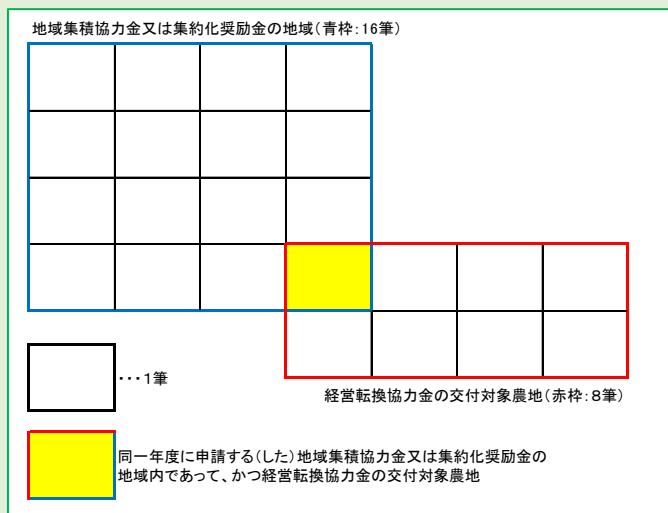 地域集積協力金又は集約化奨励金の地域(青枠:16筆)
経営転換協力金の交付対象農地(赤枠:8筆)
･･･1筆
同一年度に申請する(した)地域集積協力金又は集約化奨励金の
地域内であって、かつ経営転換協力金の交付対象農地